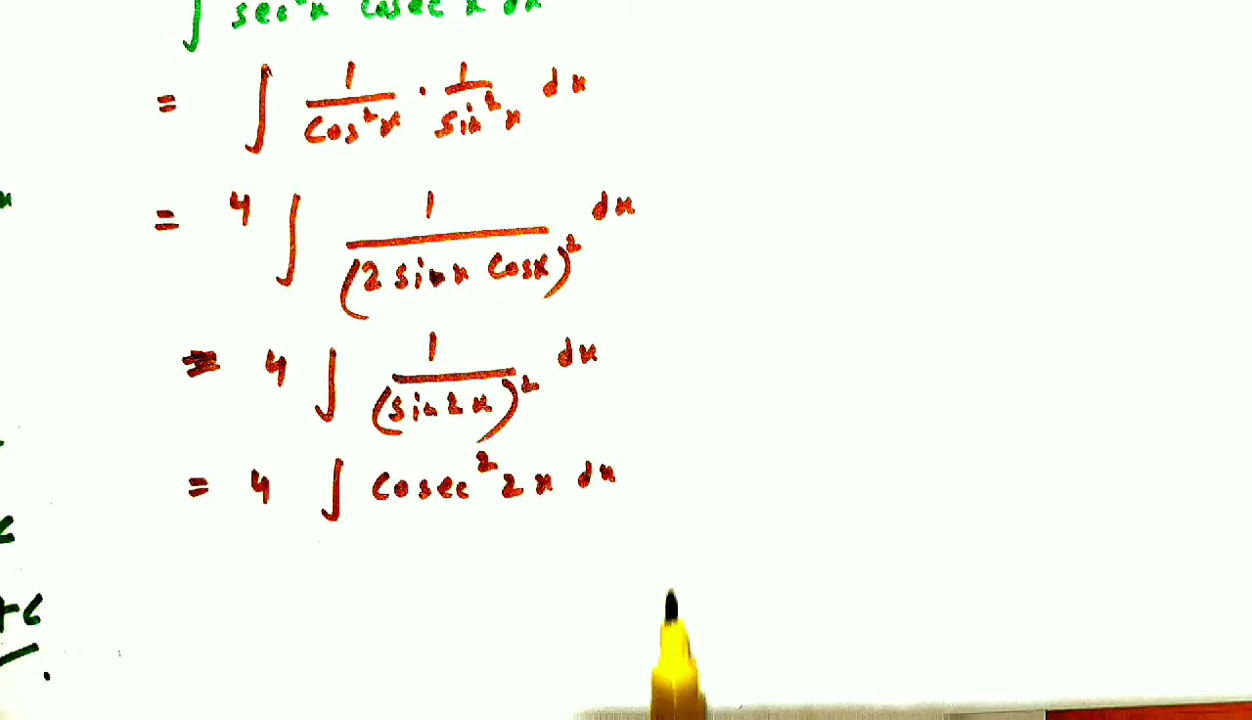 ∫ sec²x cosec²x dx
= ∫ 1/cos²x · 1/sin²x dx
= 4 ∫ 1/(2 sinx cosx)² dx
= 4 ∫ 1/(sin2x)² dx
= 4 ∫ cosec²2x dx
+c